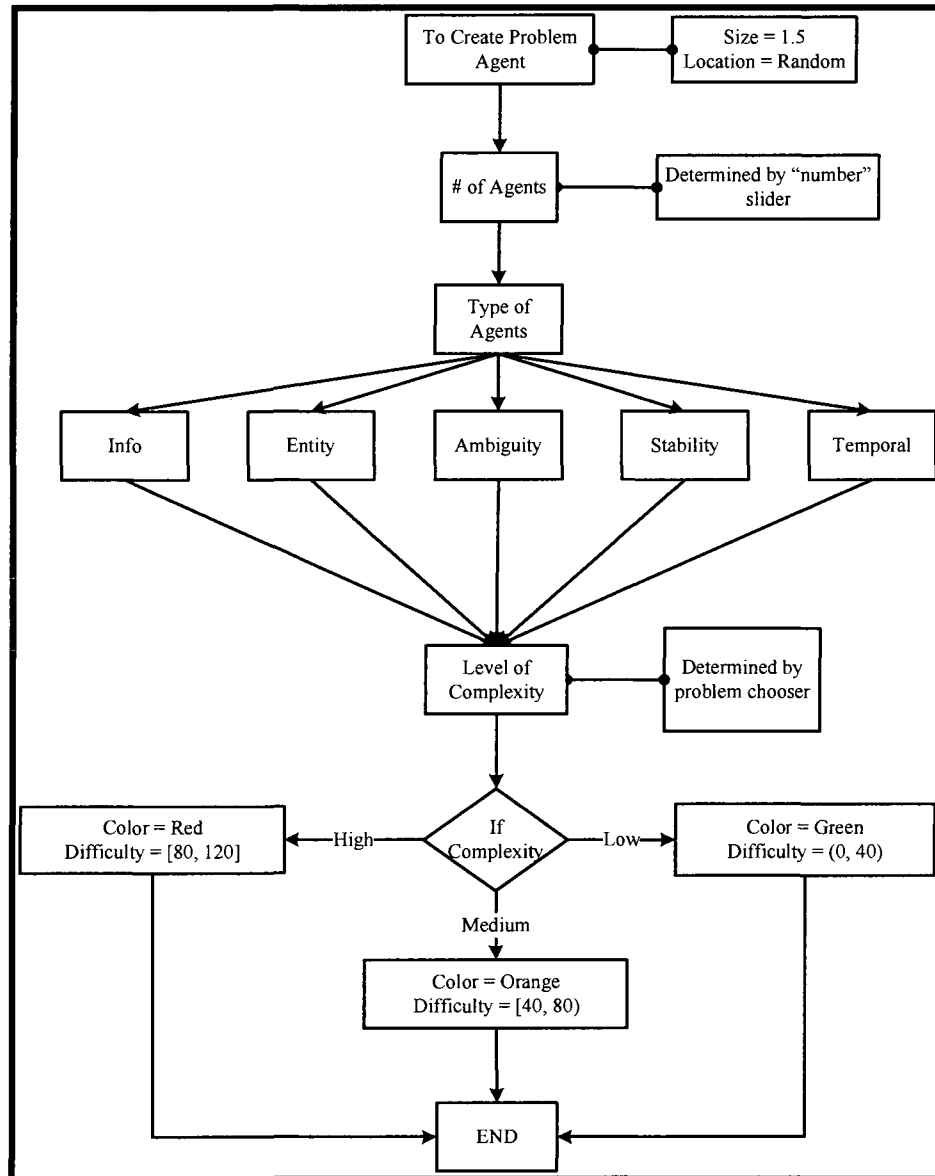 To Create Problem
Agent
Size = 1.5
Location = Random
# of Agents
Determined by “number”
slider
Type of
Agents
Info
Entity
Ambiguity
Stability
Temporal
Level of
Complexity
Determined by
problem chooser
If
Complexity
High
Low
Color = Red
Difficulty = [80, 120]
Color = Green
Difficulty = (0, 40)
Medium
Color = Orange
Difficulty = [40, 80)
END